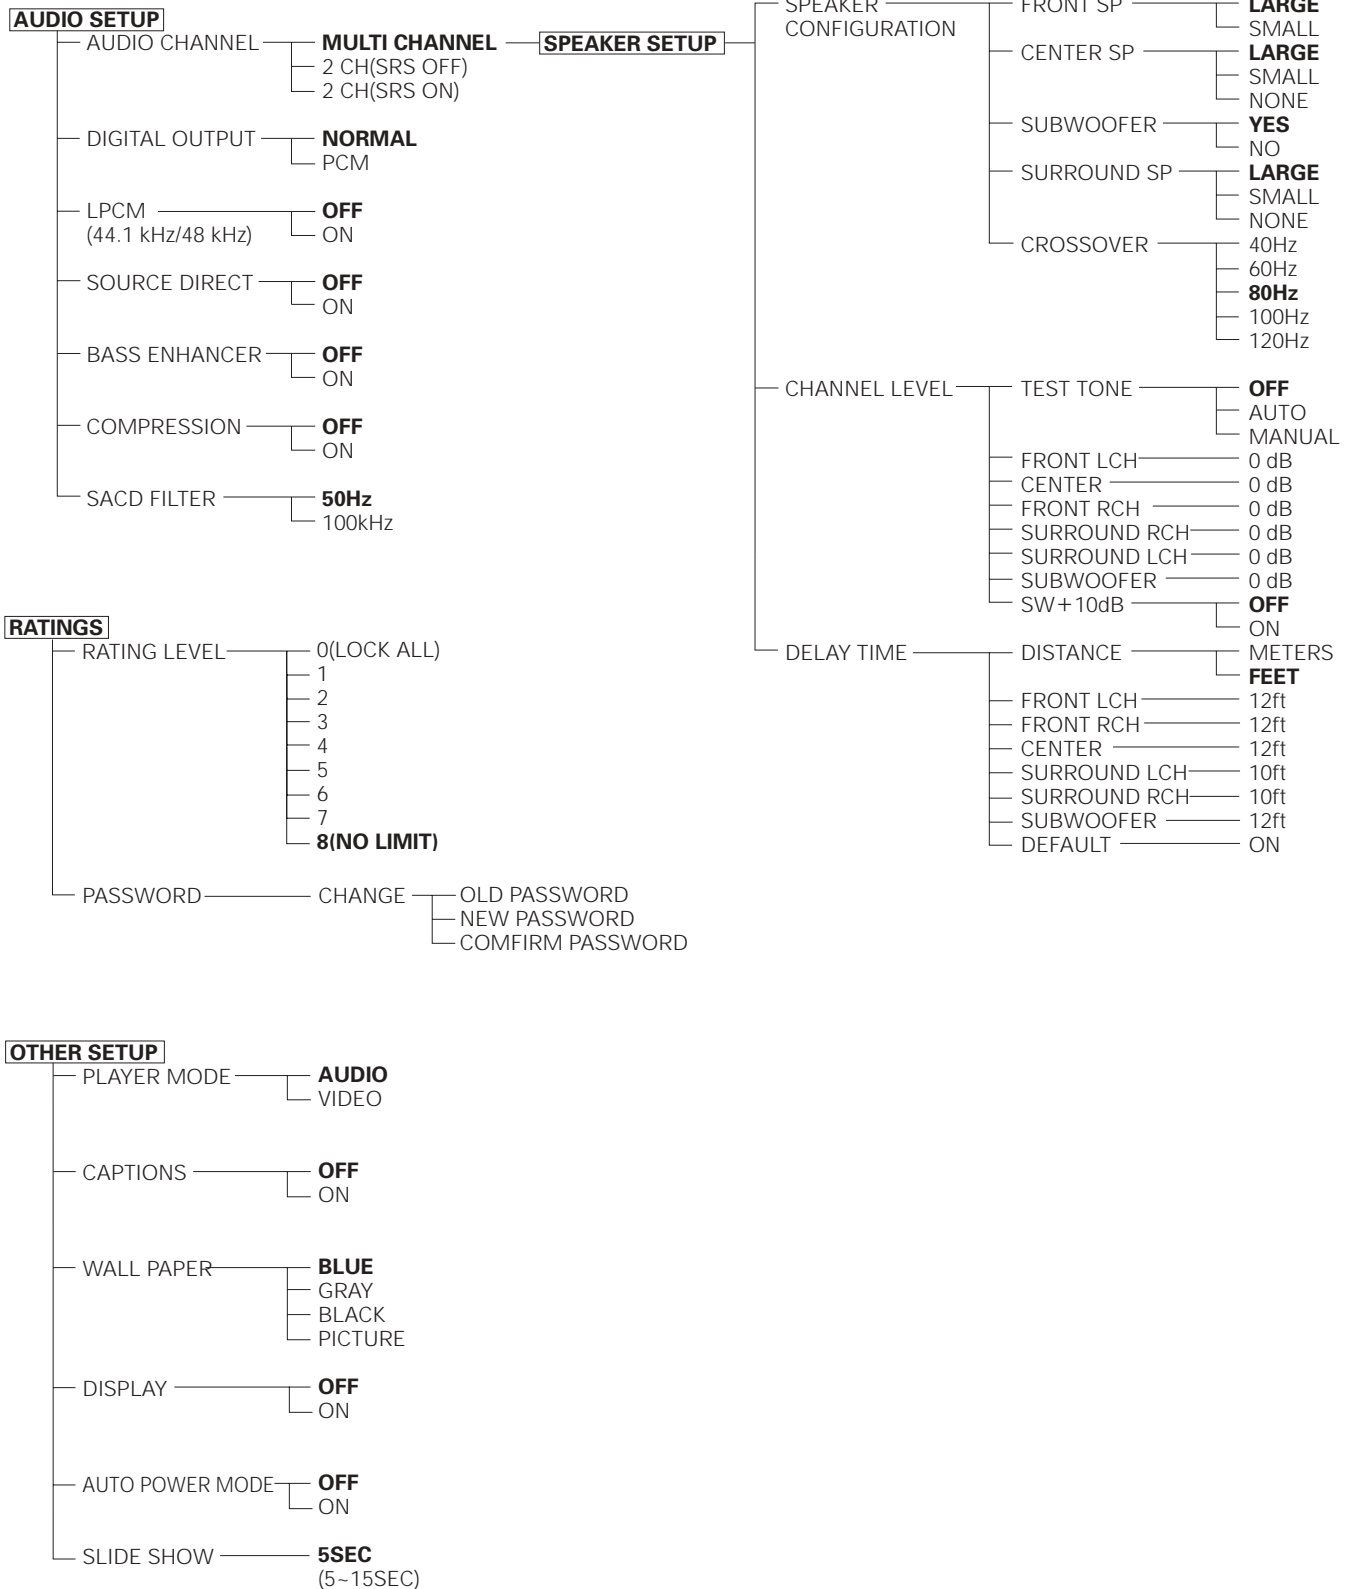 AUDIO SETUP
AUDIO CHANNEL
MULTI CHANNEL
2 CH(SRS OFF)
2 CH(SRS ON)
DIGITAL OUTPUT
NORMAL
PCM
LPCM
(44.1 kHz/48 kHz)
OFF
ON
SOURCE DIRECT
OFF
ON
BASS ENHANCER
OFF
ON
COMPRESSION
OFF
ON
SACD FILTER
50Hz
100kHz
SPEAKER SETUP
SPEAKER
CONFIGURATION
FRONT SP
LARGE
SMALL
CENTER SP
LARGE
SMALL
NONE
SUBWOOFER
YES
NO
SURROUND SP
LARGE
SMALL
NONE
CROSSOVER
40Hz
60Hz
80Hz
100Hz
120Hz
CHANNEL LEVEL
TEST TONE
OFF
AUTO
MANUAL
FRONT LCH 0 dB
CENTER 0 dB
FRONT RCH 0 dB
SURROUND RCH 0 dB
SURROUND LCH 0 dB
SUBWOOFER 0 dB
SW+10dB
OFF
ON
DELAY TIME
DISTANCE
METERS
FEET
FRONT LCH 12ft
FRONT RCH 12ft
CENTER 12ft
SURROUND LCH 10ft
SURROUND RCH 10ft
SUBWOOFER 12ft
DEFAULT ON
RATINGS
RATING LEVEL
0(LOCK ALL)
1
2
3
4
5
6
7
8(NO LIMIT)
PASSWORD
CHANGE
OLD PASSWORD
NEW PASSWORD
COMFIRM PASSWORD
OTHER SETUP
PLAYER MODE
AUDIO
VIDEO
CAPTIONS
OFF
ON
WALL PAPER
BLUE
GRAY
BLACK
PICTURE
DISPLAY
OFF
ON
AUTO POWER MODE
OFF
ON
SLIDE SHOW
5SEC
(5~15SEC)